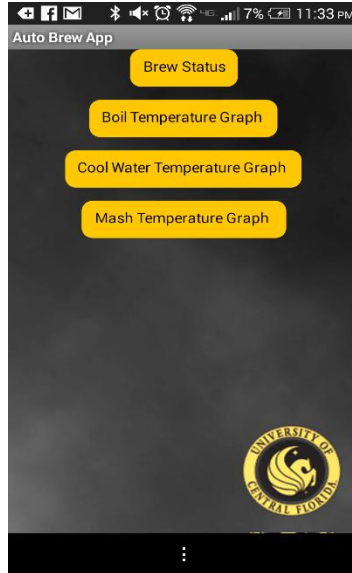 4G 7% 11:33 PM
Auto Brew App
Brew Status
Boil Temperature Graph
Cool Water Temperature Graph
Mash Temperature Graph
UNIVERSITY OF
CENTRAL FLORIDA